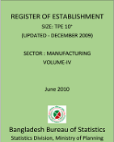 REGISTER OF ESTABLISHMENT
SIZE: TPE 10⁺
(UPDATED - DECEMBER 2009)
SECTOR : MANUFACTURING
VOLUME-IV
June 2010
Bangladesh Bureau of Statistics
Statistics Division, Ministry of Planning